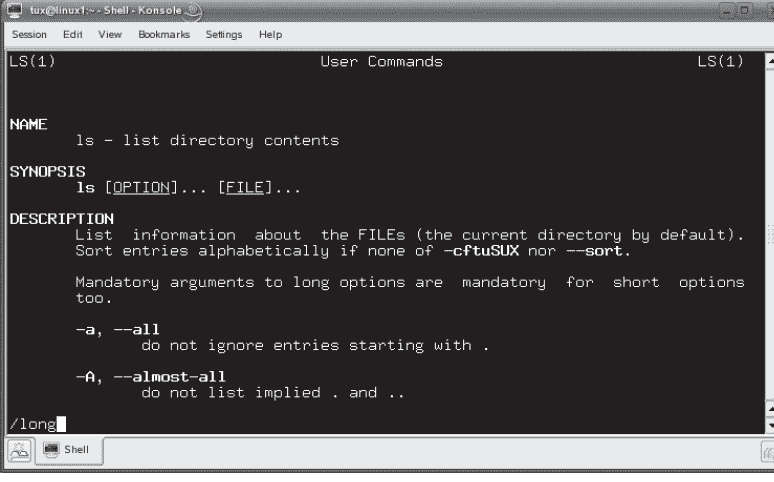 tux@linux1:~ - Shell - Konsole
Session Edit View Bookmarks Settings Help
LS(1) User Commands LS(1)
NAME
ls - list directory contents
SYNOPSIS
ls [OPTION]... [FILE]...
DESCRIPTION
List information about the FILEs (the current directory by default).
Sort entries alphabetically if none of -cftuSUX nor --sort.
Mandatory arguments to long options are mandatory for short options
too.
-a, --all
do not ignore entries starting with .
-A, --almost-all
do not list implied . and ..
/long
Shell